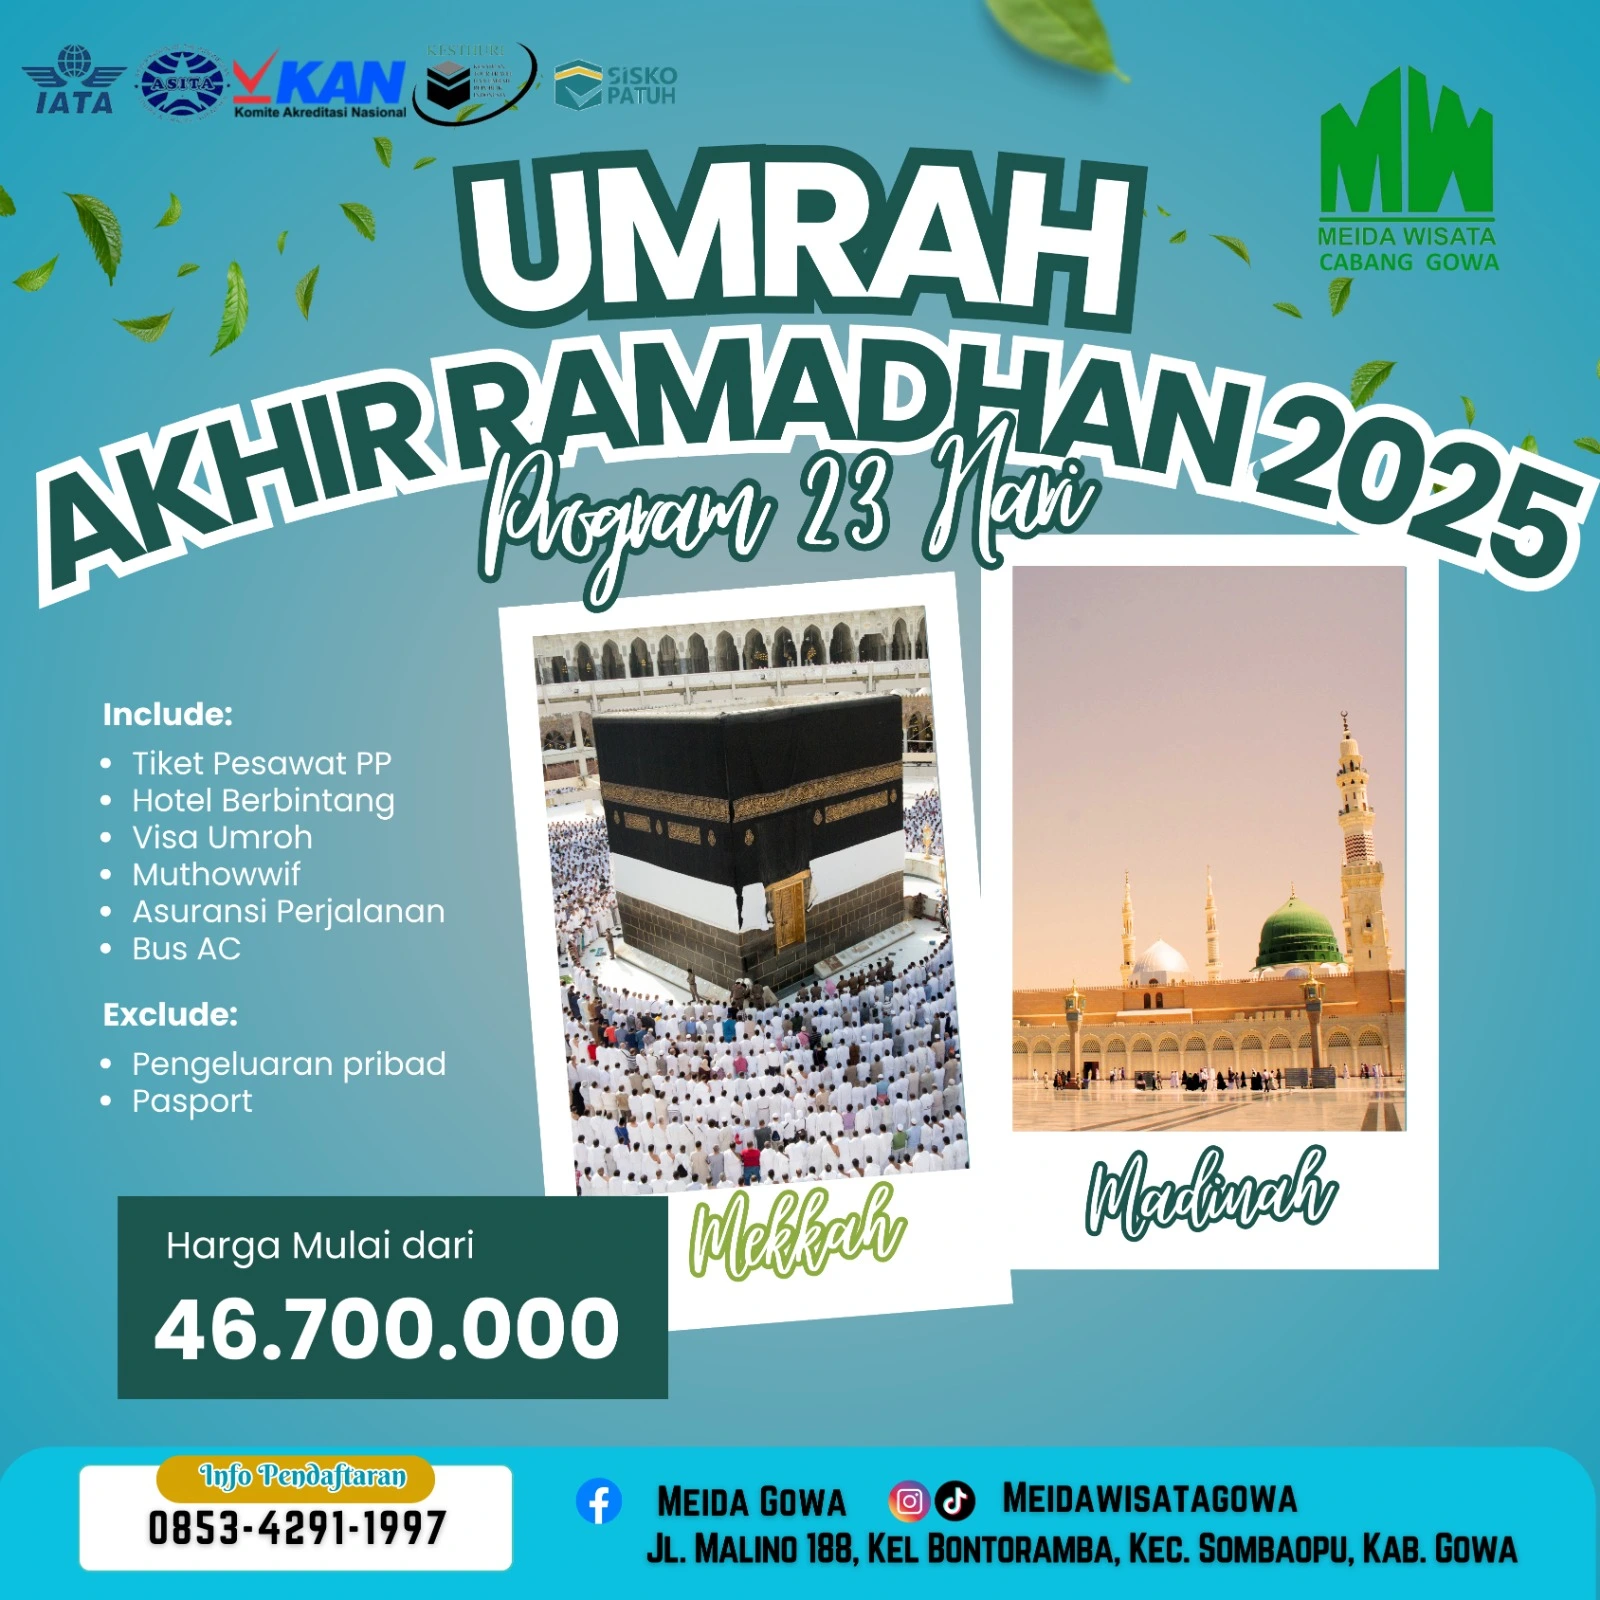 IATA
ASITA
KAN
Komite Akreditasi Nasional
KESTHURI
SISKO
PATUH
MEIDA WISATA
CABANG GOWA
UMRAH
AKHIR RAMADHAN 2025
Program 23 Hari
Include:
• Tiket Pesawat PP
• Hotel Berbintang
• Visa Umroh
• Muthowwif
• Asuransi Perjalanan
• Bus AC
Exclude:
• Pengeluaran pribad
• Pasport
Mekkah
Madinah
Harga Mulai dari
46.700.000
Info Pendaftaran
0853-4291-1997
MEIDA GOWA
MEIDAWISATAGOWA
JL. MALINO 188, KEL BONTORAMBA, KEC. SOMBAOPU, KAB. GOWA